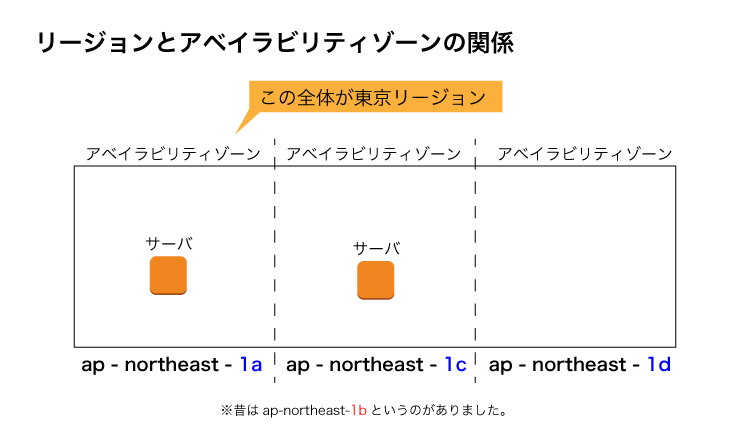 リージョンとアベイラビリティゾーンの関係
この全体が東京リージョン
アベイラビリティゾーン
アベイラビリティゾーン
アベイラビリティゾーン
サーバ
サーバ
ap - northeast - 1a
ap - northeast - 1c
ap - northeast - 1d
※昔は ap-northeast-1b というのがありました。